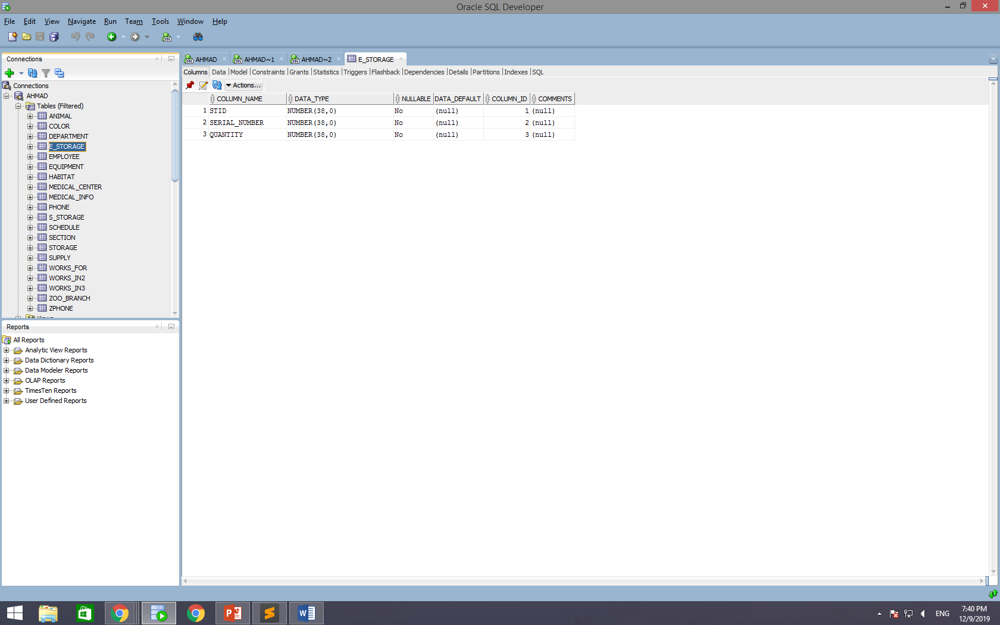 Oracle SQL Developer
File Edit View Navigate Run Team Tools Window Help
Connections
Connections
AHMAD
Tables (Filtered)
ANIMAL
COLOR
DEPARTMENT
E_STORAGE
EMPLOYEE
EQUIPMENT
HABITAT
MEDICAL_CENTER
MEDICAL_INFO
PHONE
S_STORAGE
SCHEDULE
SECTION
STORAGE
SUPPLY
WORKS_FOR
WORKS_IN2
WORKS_IN3
ZOO_BRANCH
ZPHONE
Views
Reports
All Reports
Analytic View Reports
Data Dictionary Reports
Data Modeler Reports
OLAP Reports
TimesTen Reports
User Defined Reports
AHMAD AHMAD~1 AHMAD~2 E_STORAGE
Columns Data Model Constraints Grants Statistics Triggers Flashback Dependencies Details Partitions Indexes SQL
Actions...
COLUMN_NAME DATA_TYPE NULLABLE DATA_DEFAULT COLUMN_ID COMMENTS
1 STID NUMBER(38,0) No (null) 1 (null)
2 SERIAL_NUMBER NUMBER(38,0) No (null) 2 (null)
3 QUANTITY NUMBER(38,0) No (null) 3 (null)
ENG
7:40 PM
12/9/2019